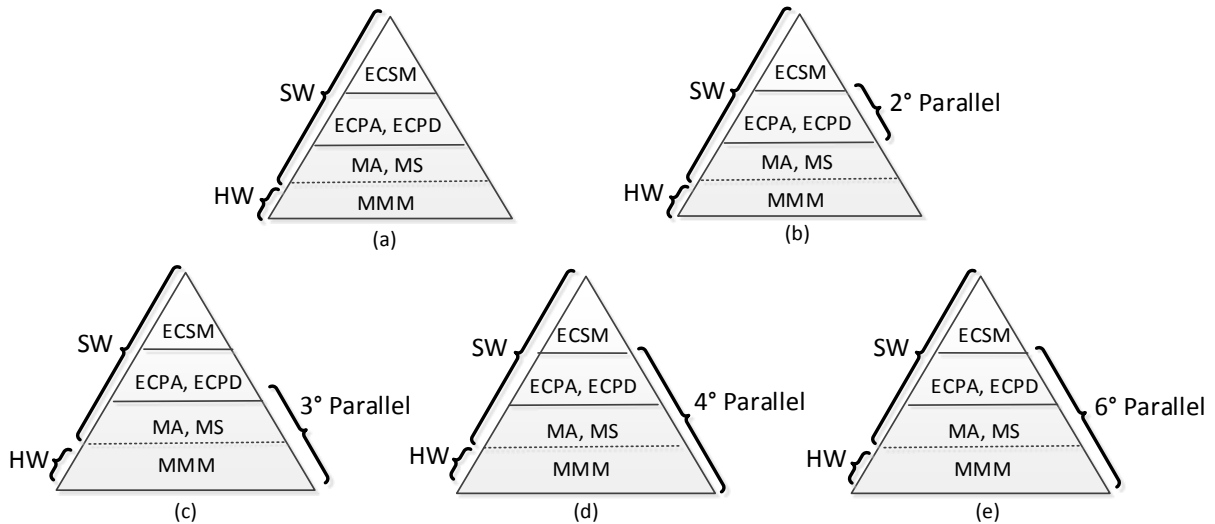 ECSM
SW
ECPA, ECPD
MA, MS
HW
MMM
(a)
ECSM
SW
2° Parallel
ECPA, ECPD
MA, MS
HW
MMM
(b)
ECSM
SW
ECPA, ECPD
3° Parallel
MA, MS
HW
MMM
(c)
ECSM
SW
ECPA, ECPD
4° Parallel
MA, MS
HW
MMM
(d)
ECSM
SW
ECPA, ECPD
6° Parallel
MA, MS
HW
MMM
(e)